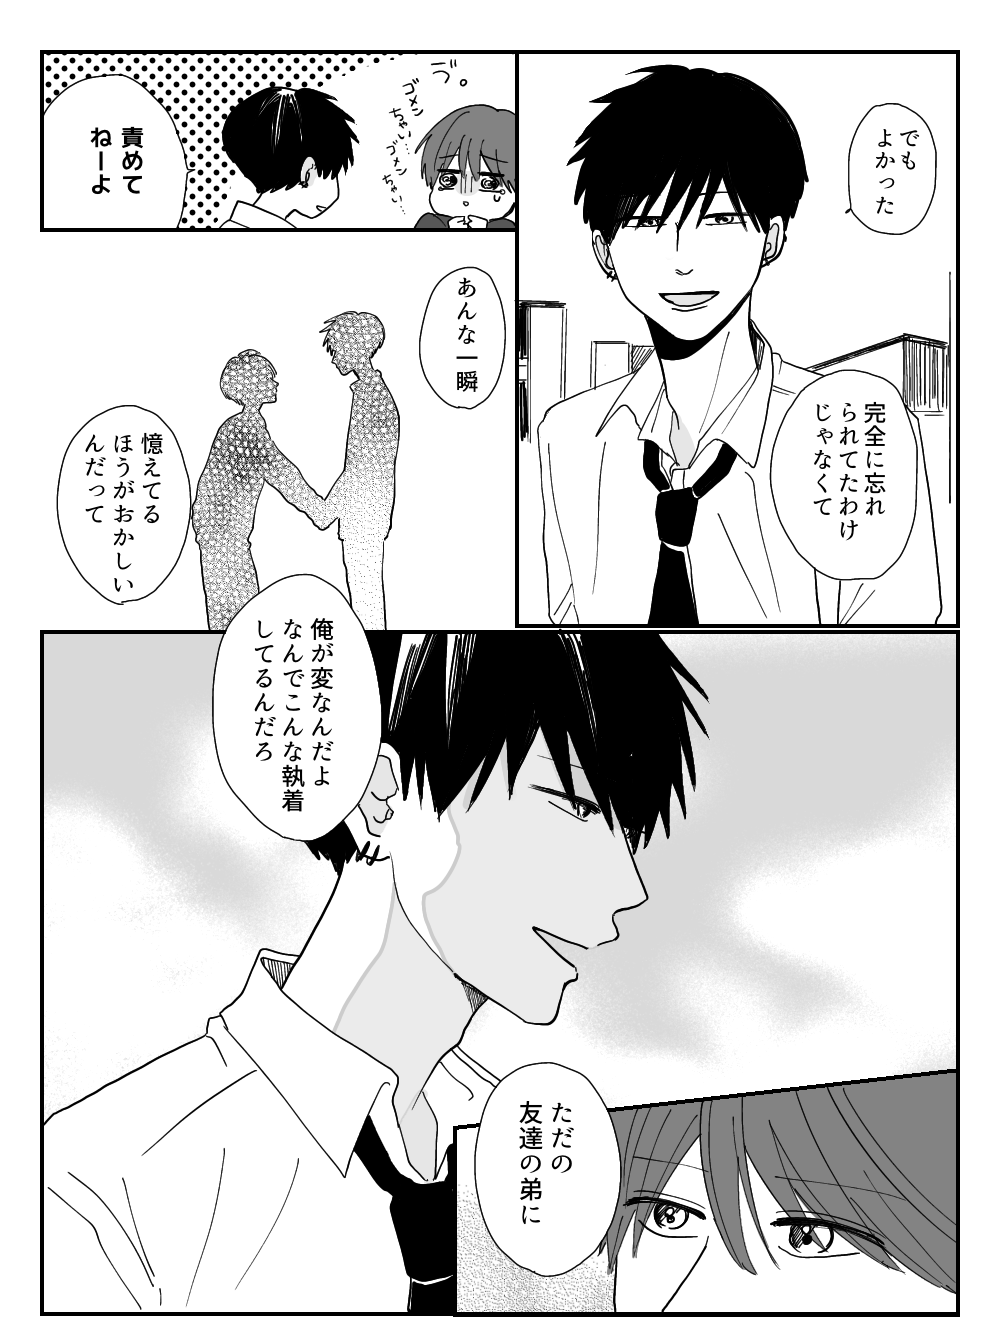 でも
よかった
完全に忘れ
られてたわけ
じゃなくて
づ。
ゴメン
ちゃい…
ゴメン
ちゃい…
責めて
ねーよ
あんな一瞬
憶えてる
ほうがおかしい
んだって
俺が変なんだよ
なんでこんな執着
してるんだろ
ただの
友達の弟に